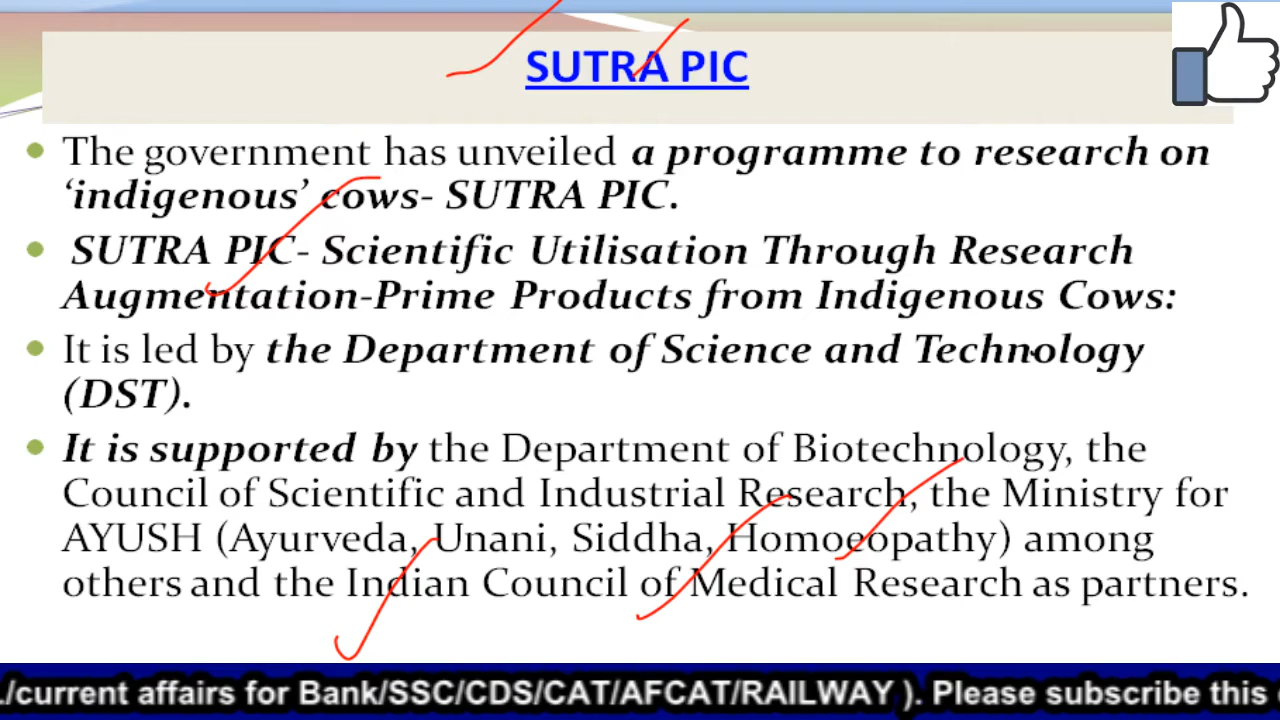 SUTRA PIC
The government has unveiled a programme to research on
‘indigenous’ cows- SUTRA PIC.
SUTRA PIC- Scientific Utilisation Through Research
Augmentation-Prime Products from Indigenous Cows:
It is led by the Department of Science and Technology
(DST).
It is supported by the Department of Biotechnology, the
Council of Scientific and Industrial Research, the Ministry for
AYUSH (Ayurveda, Unani, Siddha, Homoeopathy) among
others and the Indian Council of Medical Research as partners.
./current affairs for Bank/SSC/CDS/CAT/AFCAT/RAILWAY ). Please subscribe this